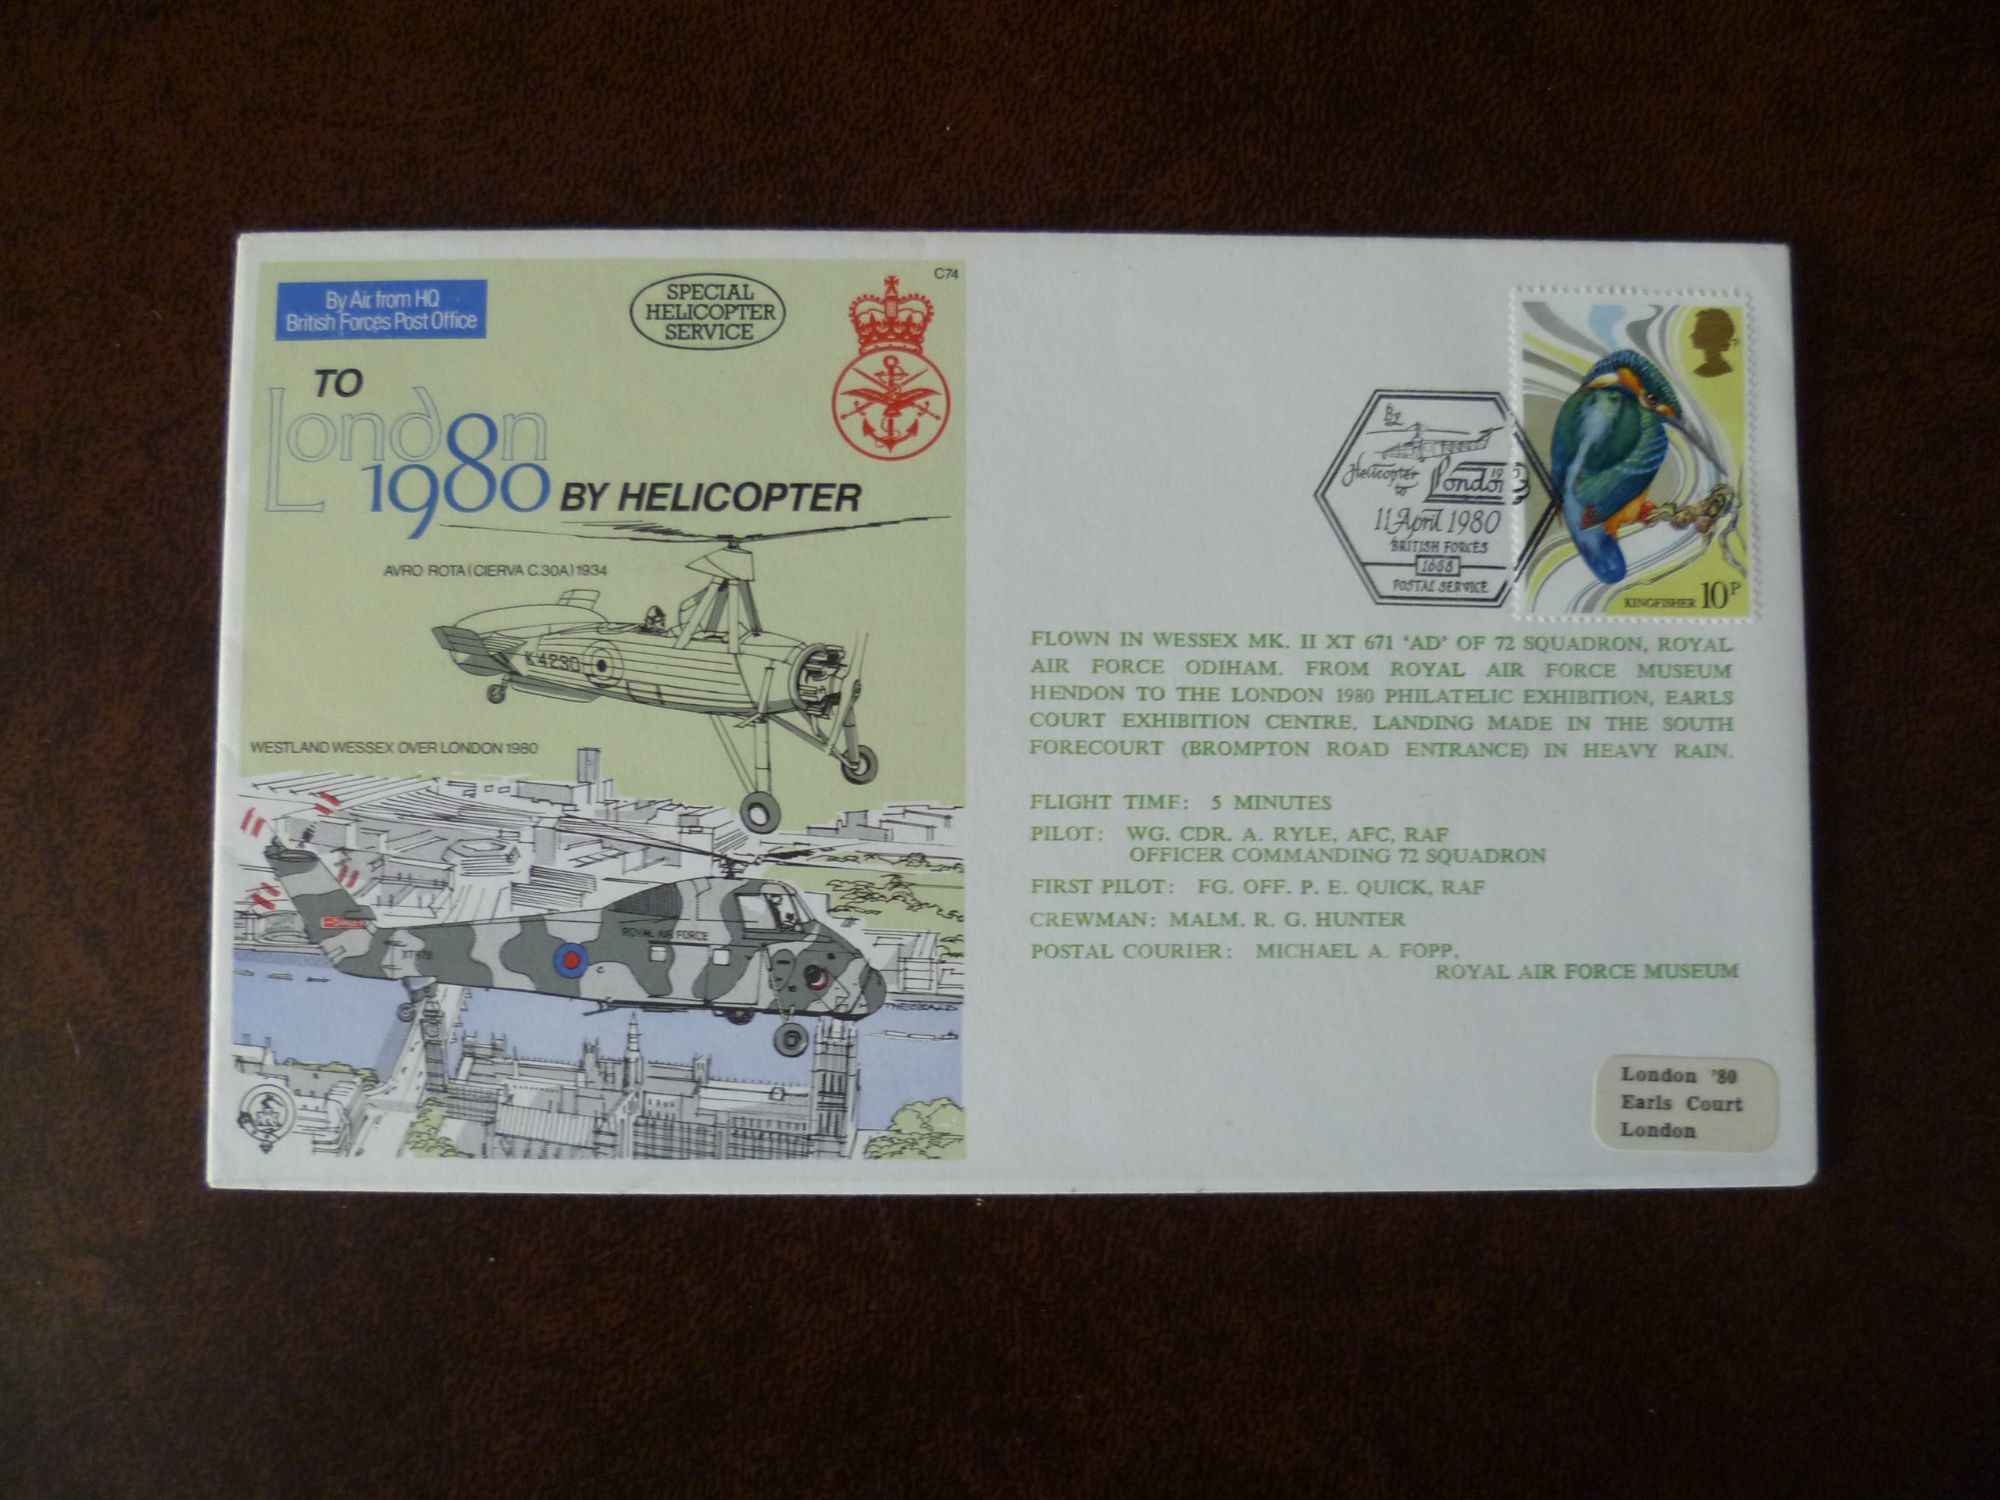 By Air from HQ
British Forces Post Office
SPECIAL
HELICOPTER
SERVICE
C74
TO
London
1980 BY HELICOPTER
AVRO ROTA (CIERVA C.30A) 1934
K4230
WESTLAND WESSEX OVER LONDON 1980
ROYAL AIR FORCE
THEOBALD
By
Helicopter
to London
11 April 1980
BRITISH FORCES
1668
POSTAL SERVICE
KINGFISHER 10P
FLOWN IN WESSEX MK. II XT 671 'AD' OF 72 SQUADRON, ROYAL
AIR FORCE ODIHAM. FROM ROYAL AIR FORCE MUSEUM
HENDON TO THE LONDON 1980 PHILATELIC EXHIBITION, EARLS
COURT EXHIBITION CENTRE. LANDING MADE IN THE SOUTH
FORECOURT (BROMPTON ROAD ENTRANCE) IN HEAVY RAIN.
FLIGHT TIME: 5 MINUTES
PILOT: WG. CDR. A. RYLE, AFC, RAF
OFFICER COMMANDING 72 SQUADRON
FIRST PILOT: FG. OFF. P. E. QUICK, RAF
CREWMAN: MALM. R. G. HUNTER
POSTAL COURIER: MICHAEL A. FOPP,
ROYAL AIR FORCE MUSEUM
London '80
Earls Court
London